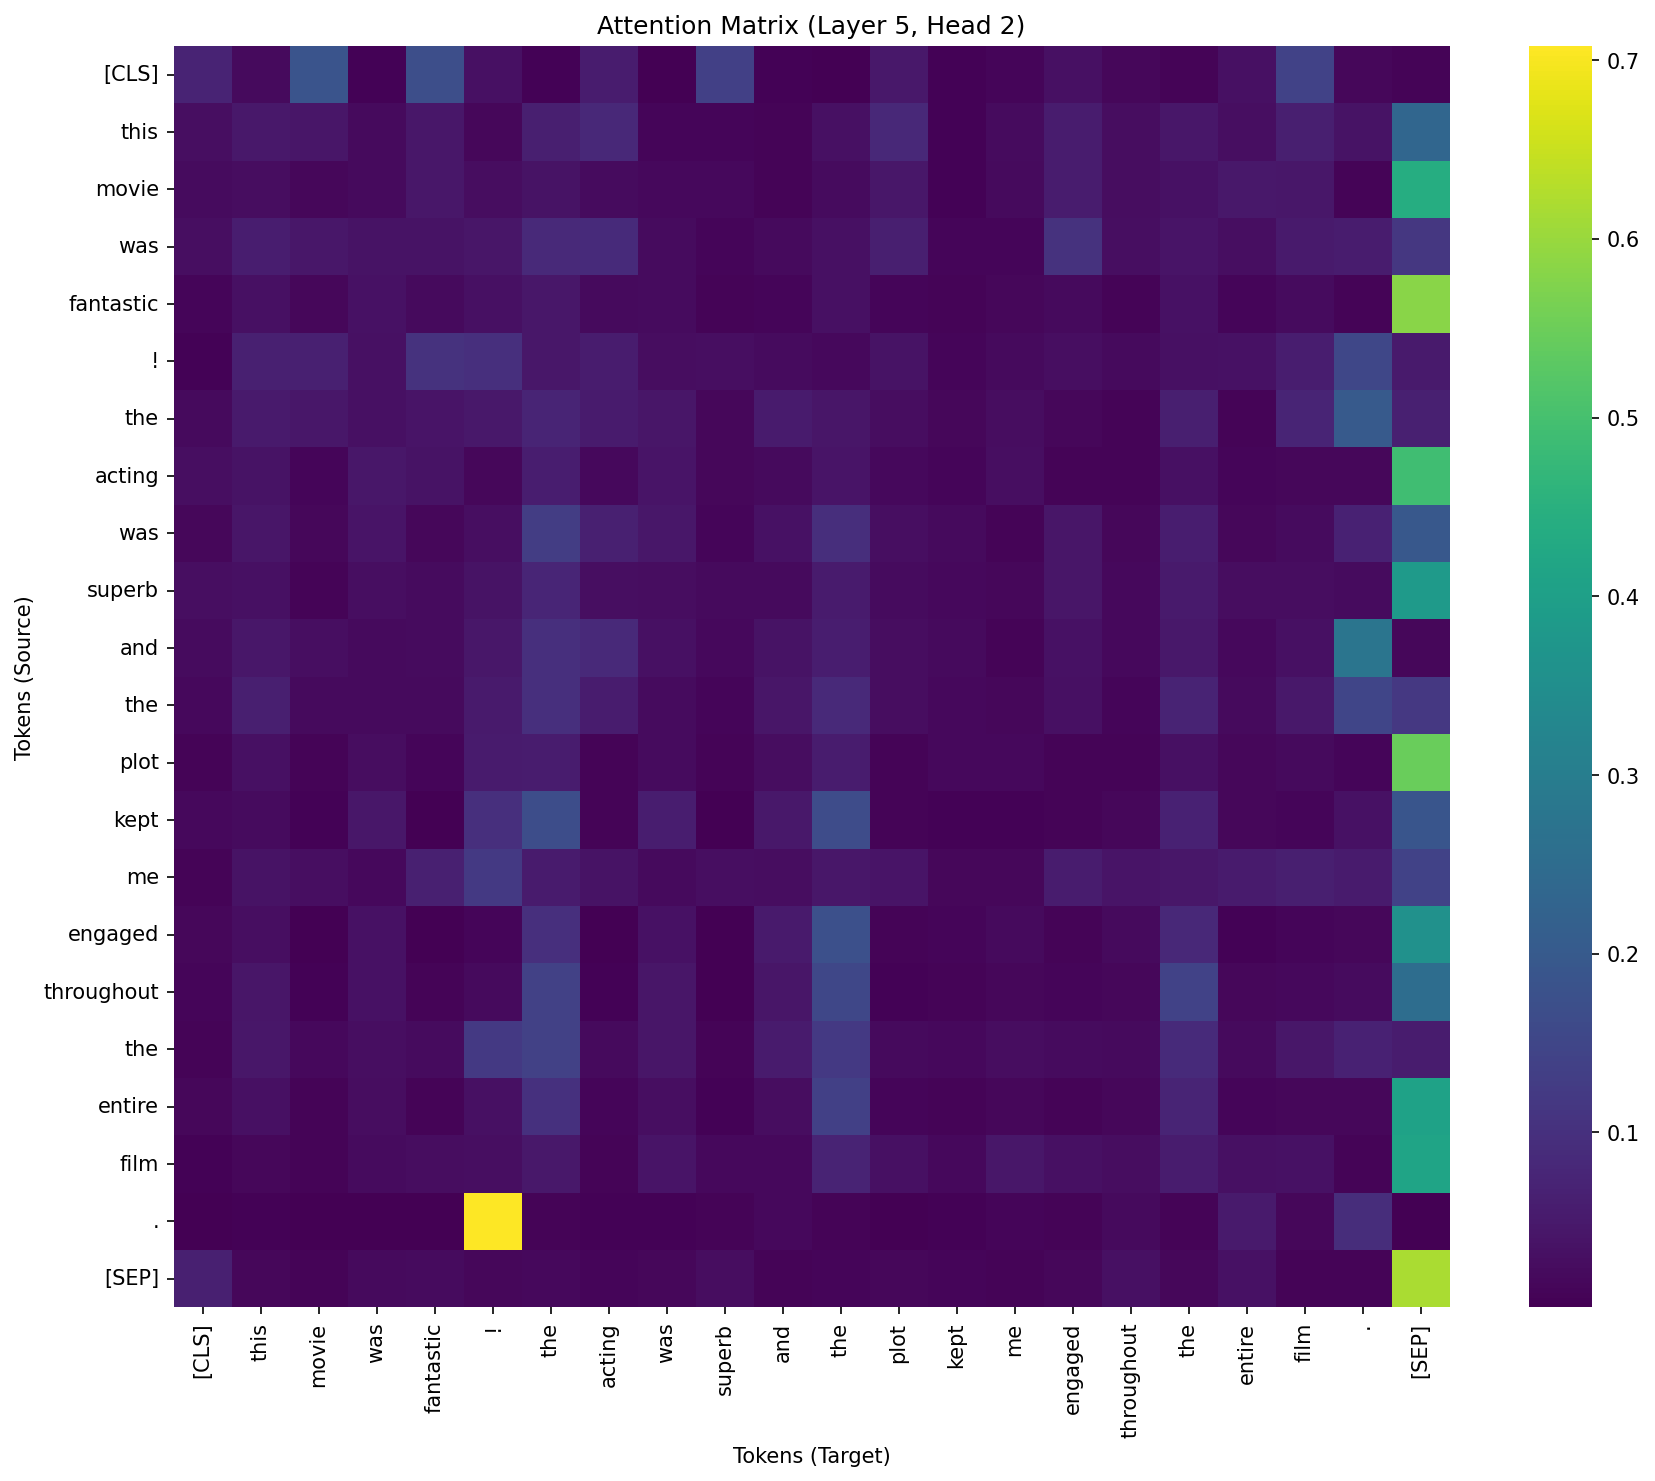 Attention Matrix (Layer 5, Head 2)
[CLS]
this
movie
was
fantastic
!
the
acting
was
superb
and
the
plot
kept
me
engaged
throughout
the
entire
film
.
[SEP]
Tokens (Source)
[CLS]
this
movie
was
fantastic
!
the
acting
was
superb
and
the
plot
kept
me
engaged
throughout
the
entire
film
.
[SEP]
Tokens (Target)
0.7
0.6
0.5
0.4
0.3
0.2
0.1